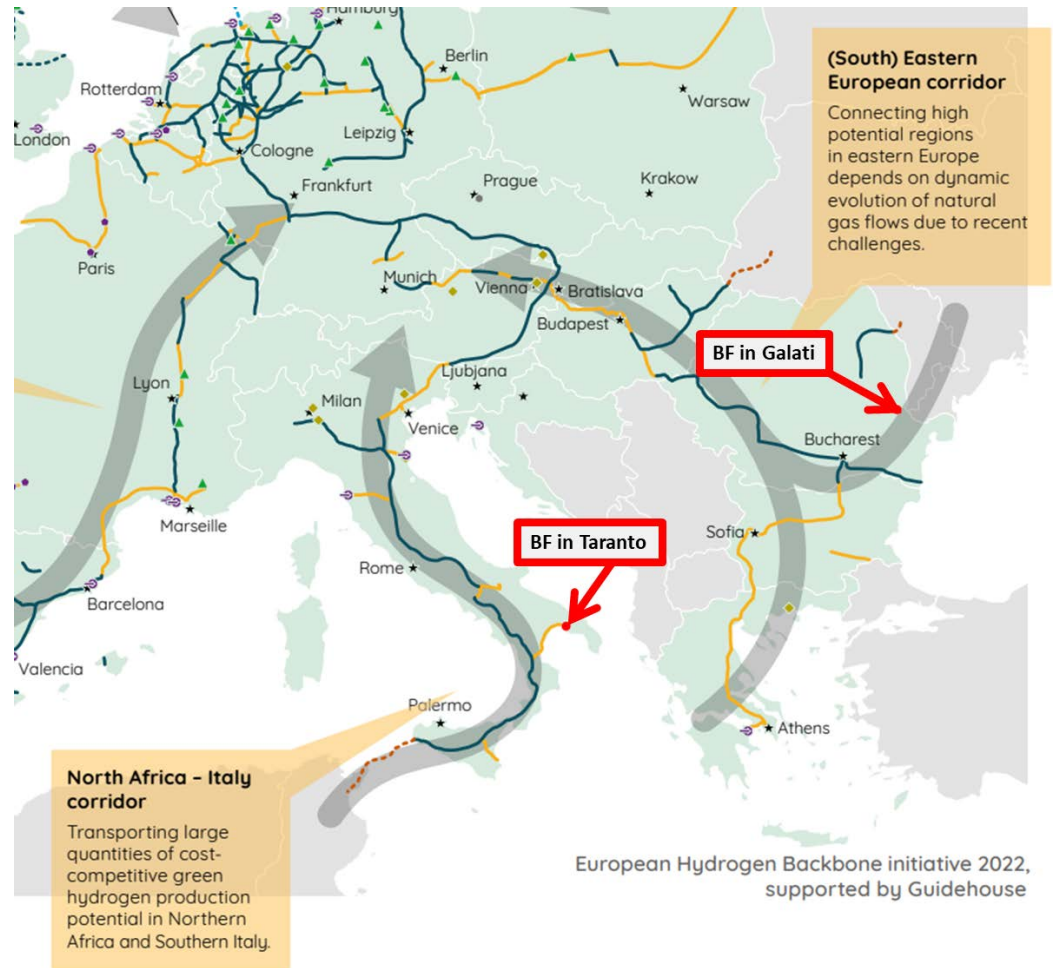 Hamburg
Berlin
Rotterdam
Warsaw
London
Leipzig
Cologne
(South) Eastern
European corridor
Connecting high
potential regions
in eastern Europe
depends on dynamic
evolution of natural
gas flows due to recent
challenges.
Frankfurt
Prague
Krakow
Paris
Munich
Vienna
Bratislava
Budapest
BF in Galati
Lyon
Milan
Ljubjana
Venice
Bucharest
Marseille
BF in Taranto
Sofia
Rome
Barcelona
Valencia
Palermo
Athens
North Africa – Italy
corridor
Transporting large
quantities of cost-
competitive green
hydrogen production
potential in Northern
Africa and Southern Italy.
European Hydrogen Backbone initiative 2022,
supported by Guidehouse